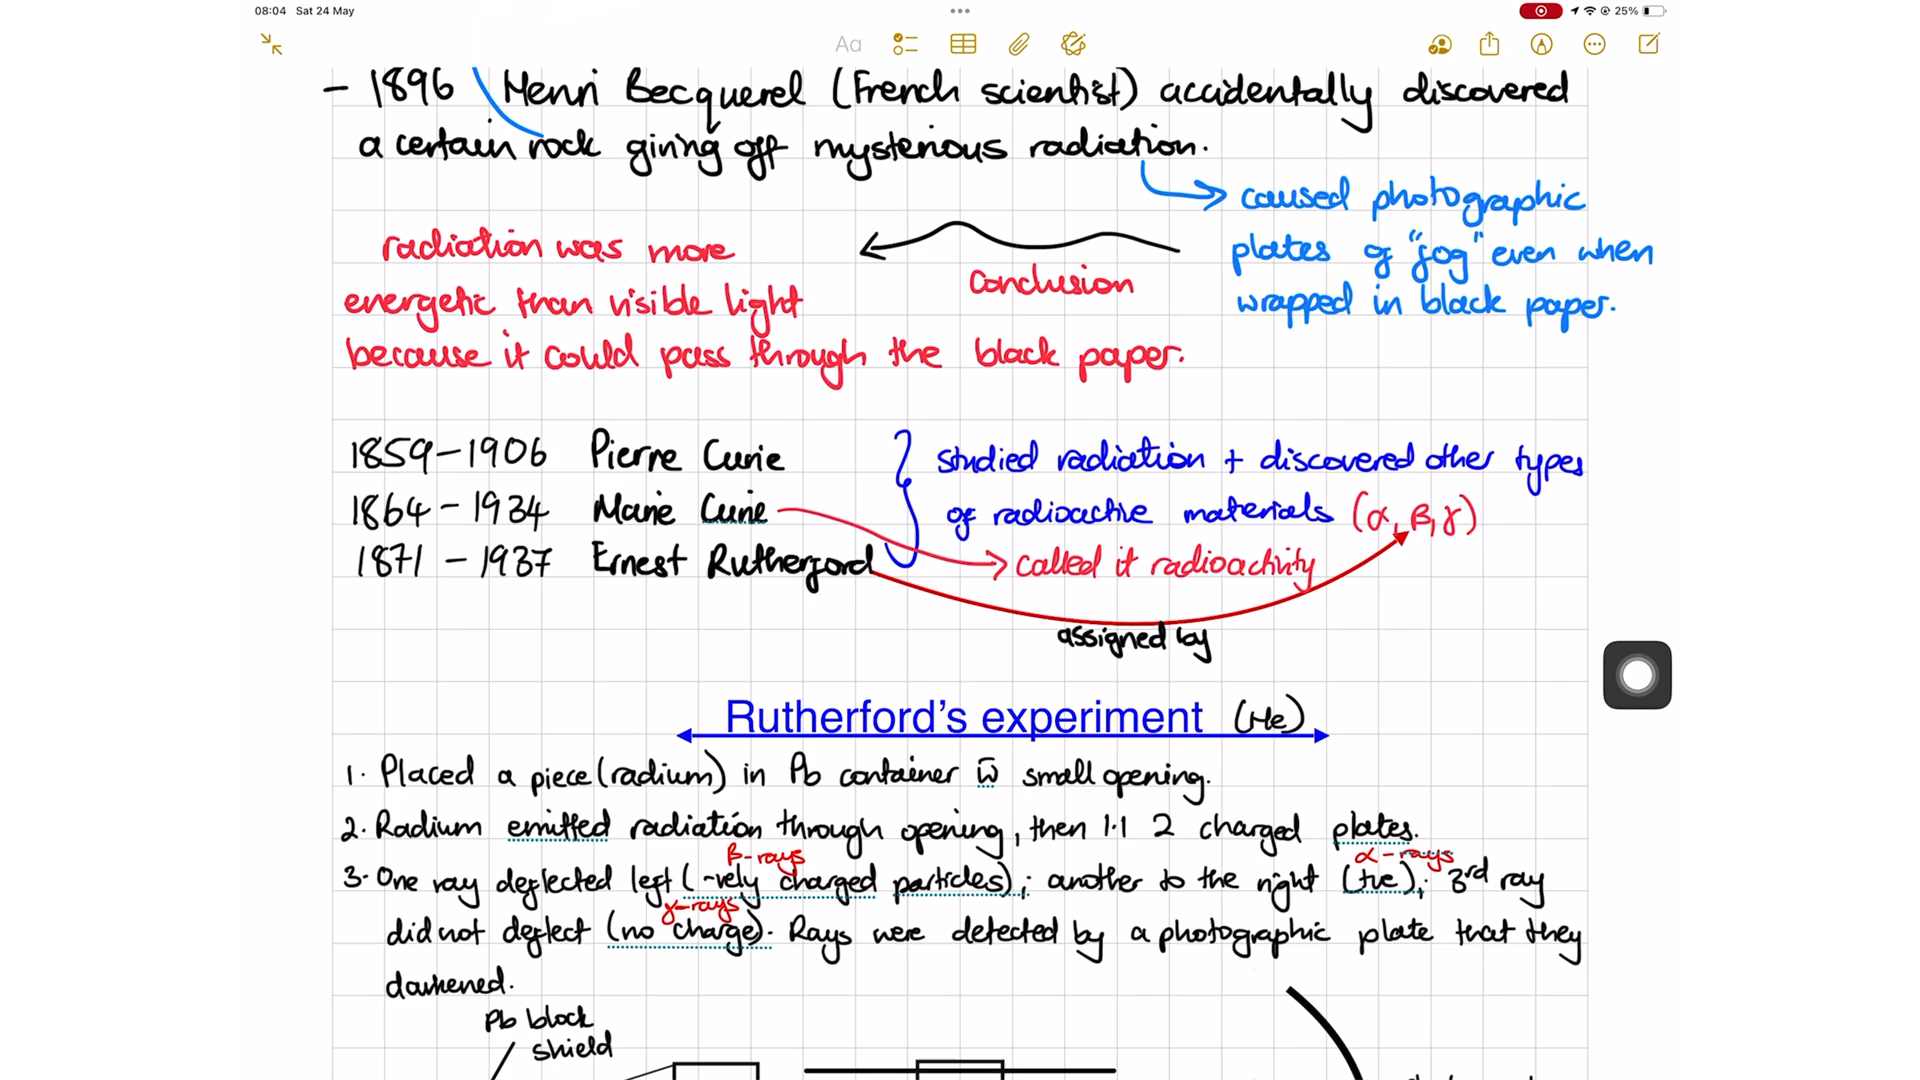 08:04 Sat 24 May
25%
Aa
- 1896 Henri Becquerel (French scientist) accidentally discovered
a certain rock giving off mysterious radiation.
caused photographic
plates of "fog" even when
wrapped in black paper.
conclusion
radiation was more
energetic than visible light
because it could pass through the black paper.
1859-1906 Pierre Curie
1864-1934 Marie Curie
1871-1937 Ernest Rutherford
studied radiation + discovered other types
of radioactive materials (α, β, γ)
called it radioactivity
assigned by
Rutherford's experiment (He)
1. Placed a piece (radium) in Pb container w̄ small opening.
2. Radium emitted radiation through opening, then 1·1 2 charged plates.
β-rays
α-rays
3. One ray deflected left (-vely charged particles); another to the right (+ve); 3rd ray
γ-rays
did not deflect (no charge). Rays were detected by a photographic plate that they
darkened.
Pb block
shield